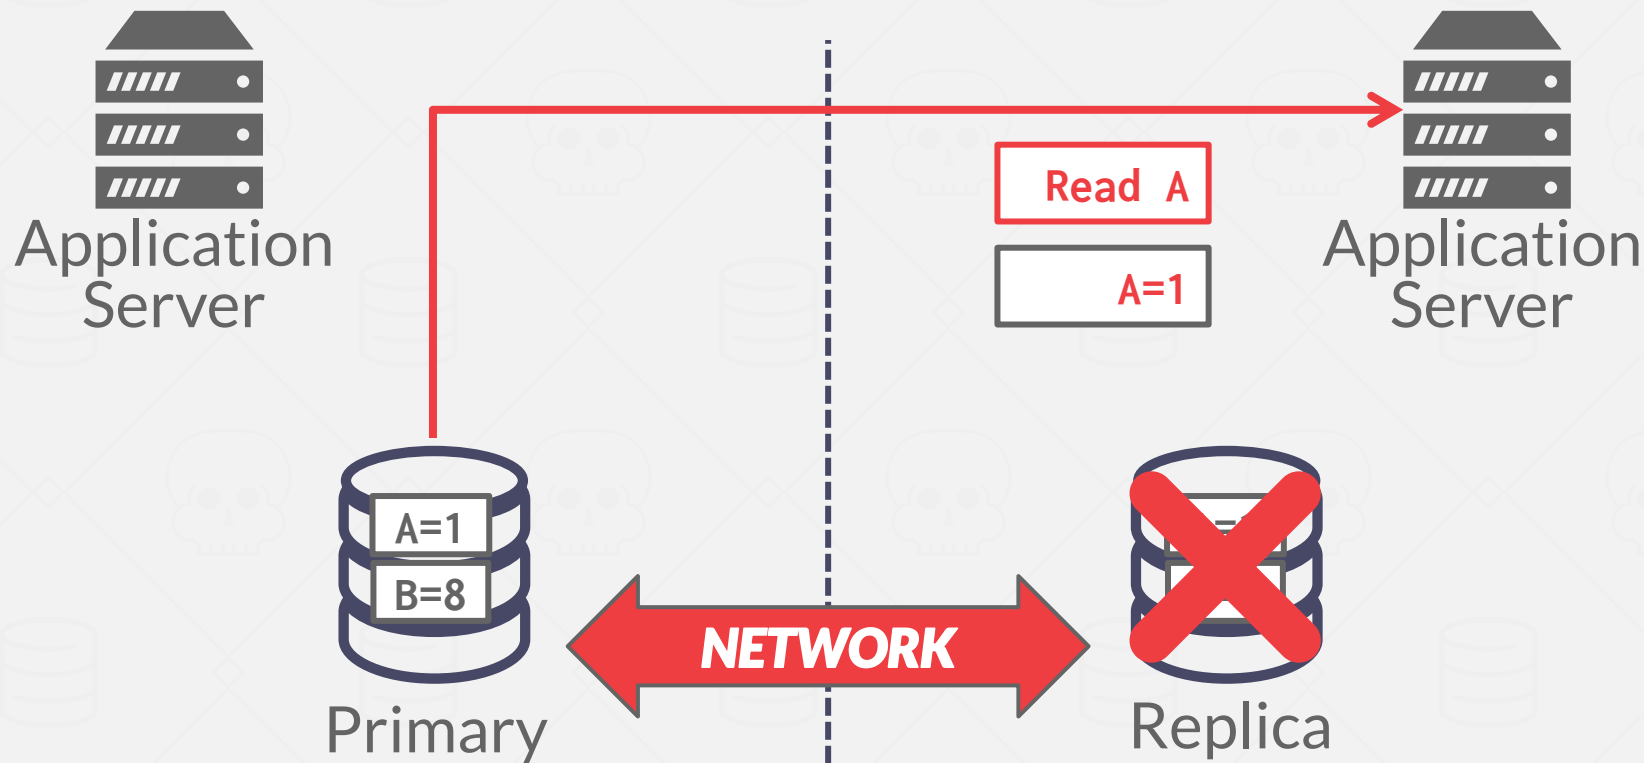 Application
Server
Read A
A=1
Application
Server
A=1
B=8
NETWORK
Primary
Replica